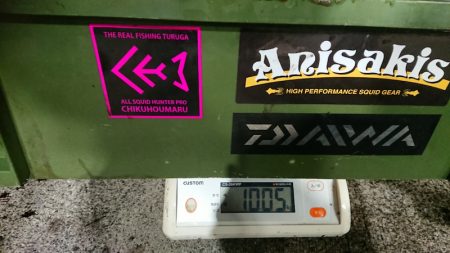 THE REAL FISHING TURUGA
ALL SQUID HUNTER PRO
CHIKUHOUMARU
Anisakis
HIGH PERFORMANCE SQUID GEAR
DAIWA
custom
1005